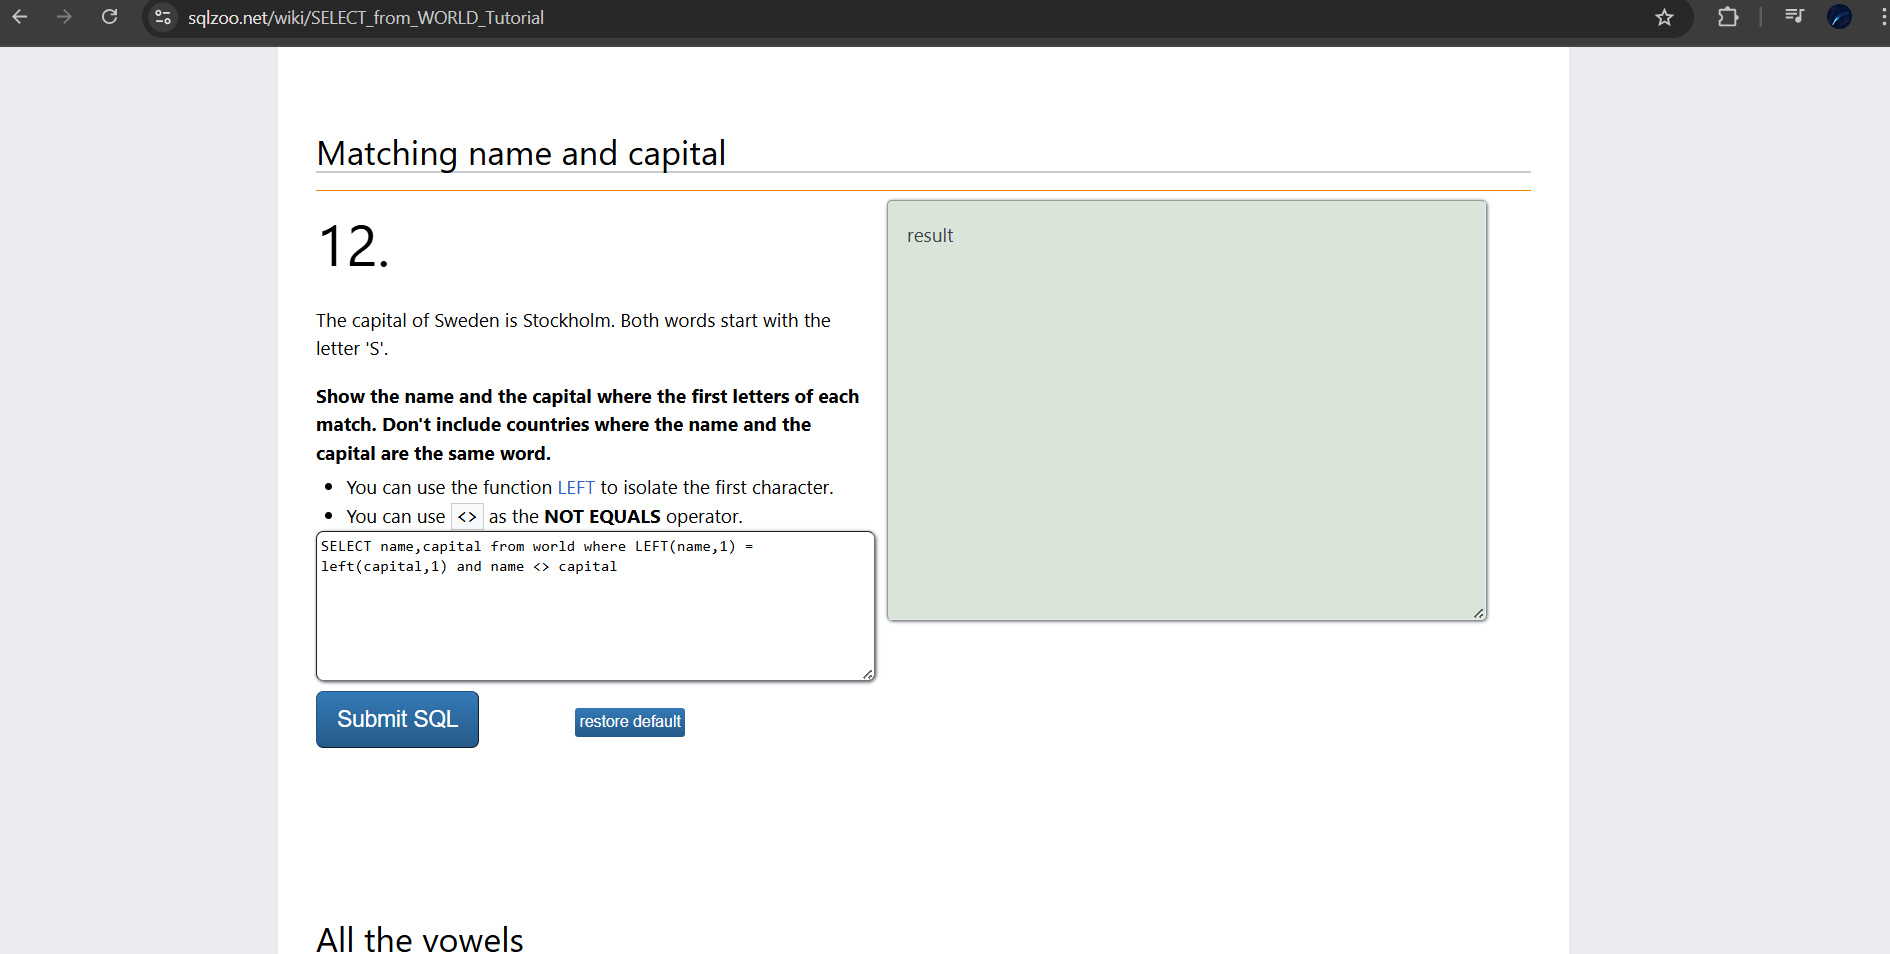 sqlzoo.net/wiki/SELECT_from_WORLD_Tutorial
Matching name and capital
12.
The capital of Sweden is Stockholm. Both words start with the
letter 'S'.
Show the name and the capital where the first letters of each
match. Don't include countries where the name and the
capital are the same word.
You can use the function LEFT to isolate the first character.
You can use <> as the NOT EQUALS operator.
SELECT name,capital from world where LEFT(name,1) =
left(capital,1) and name <> capital
Submit SQL
restore default
result
All the vowels